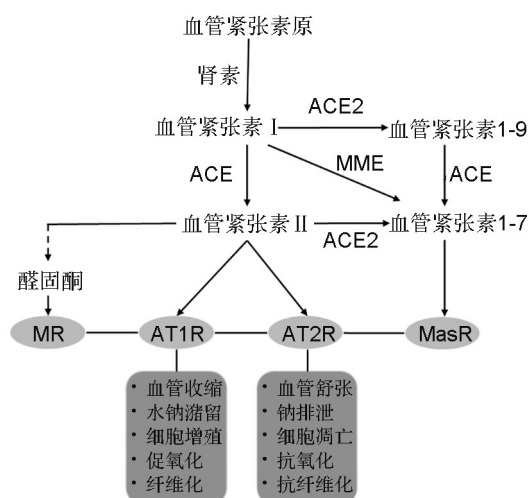 血管紧张素原
肾素
血管紧张素Ⅰ
ACE2
血管紧张素1-9
ACE
MME
ACE
血管紧张素Ⅱ
ACE2
血管紧张素1-7
醛固酮
MR
AT1R
AT2R
MasR
· 血管收缩
· 水钠潴留
· 细胞增殖
· 促氧化
· 纤维化
· 血管舒张
· 钠排泄
· 细胞凋亡
· 抗氧化
· 抗纤维化